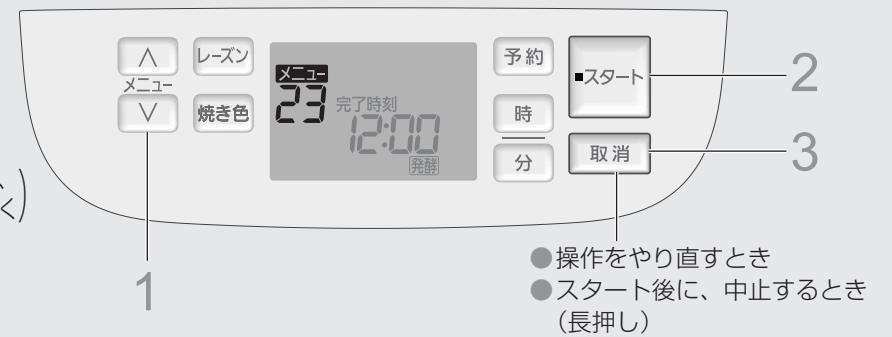 ∧
メニュー
∨
レーズン
焼き色
メニュー
23
完了時刻
12:00
発酵
予約
時
分
■スタート
取消
1
2
3
く)
●操作をやり直すとき
●スタート後に、中止するとき
(長押し)